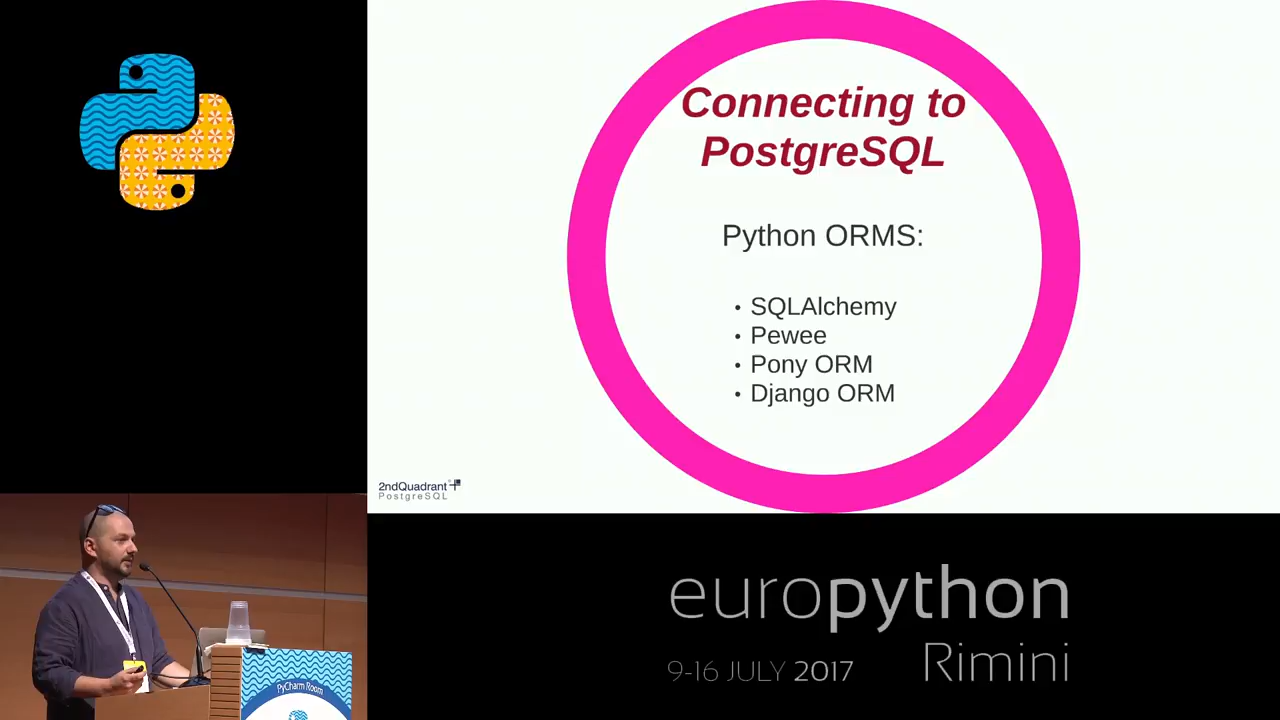 Connecting to
PostgreSQL
Python ORMS:
• SQLAlchemy
• Pewee
• Pony ORM
• Django ORM
2ndQuadrant
PostgreSQL
PyCharm Room
europython
Rimini
9-16 JULY 2017